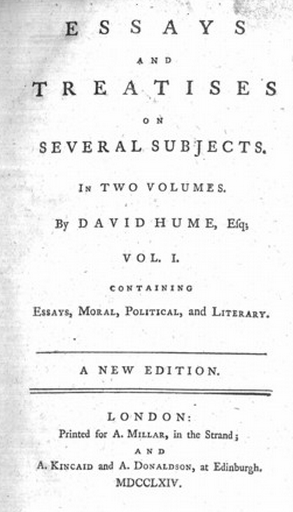 ESSAYS
AND
TREATISES
ON
SEVERAL SUBJECTS.
IN TWO VOLUMES.
By DAVID HUME, Esq;
VOL. I.
CONTAINING
ESSAYS, MORAL, POLITICAL, and LITERARY.
A NEW EDITION.
LONDON:
Printed for A. MILLAR, in the Strand;
AND
A. KINCAID and A. DONALDSON, at Edinburgh.
MDCCLXIV.